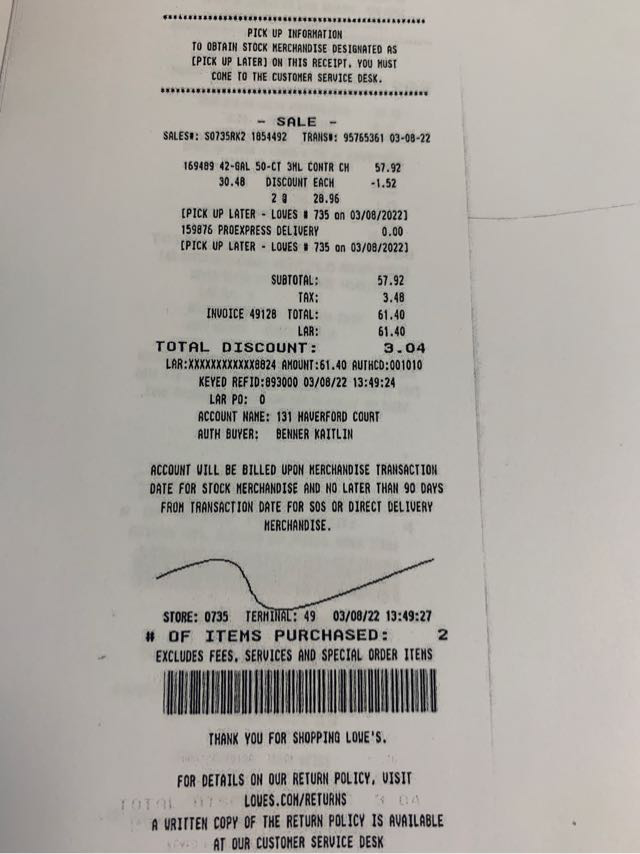 ************************************
PICK UP INFORMATION
TO OBTAIN STOCK MERCHANDISE DESIGNATED AS
[PICK UP LATER] ON THIS RECEIPT, YOU MUST
COME TO THE CUSTOMER SERVICE DESK.
************************************
- SALE -
SALES#: S0735RK2 1854492 TRANS#: 95765361 03-08-22
169489 42-GAL 50-CT 3ML CONTR CH 57.92
30.48 DISCOUNT EACH -1.52
2 @ 28.96
[PICK UP LATER - LOWES # 735 on 03/08/2022]
159876 PROEXPRESS DELIVERY 0.00
[PICK UP LATER - LOWES # 735 on 03/08/2022]
SUBTOTAL: 57.92
TAX: 3.48
INVOICE 49128 TOTAL: 61.40
LAR: 61.40
TOTAL DISCOUNT: 3.04
LAR:XXXXXXXXXXXX8824 AMOUNT:61.40 AUTHCD:001010
KEYED REFID:893000 03/08/22 13:49:24
LAR PO: 0
ACCOUNT NAME: 131 HAVERFORD COURT
AUTH BUYER: BENNER KAITLIN
ACCOUNT WILL BE BILLED UPON MERCHANDISE TRANSACTION
DATE FOR STOCK MERCHANDISE AND NO LATER THAN 90 DAYS
FROM TRANSACTION DATE FOR SOS OR DIRECT DELIVERY
MERCHANDISE.
STORE: 0735 TERMINAL: 49 03/08/22 13:49:27
# OF ITEMS PURCHASED: 2
EXCLUDES FEES, SERVICES AND SPECIAL ORDER ITEMS
THANK YOU FOR SHOPPING LOWE'S.
FOR DETAILS ON OUR RETURN POLICY, VISIT
LOWES.COM/RETURNS
A WRITTEN COPY OF THE RETURN POLICY IS AVAILABLE
AT OUR CUSTOMER SERVICE DESK